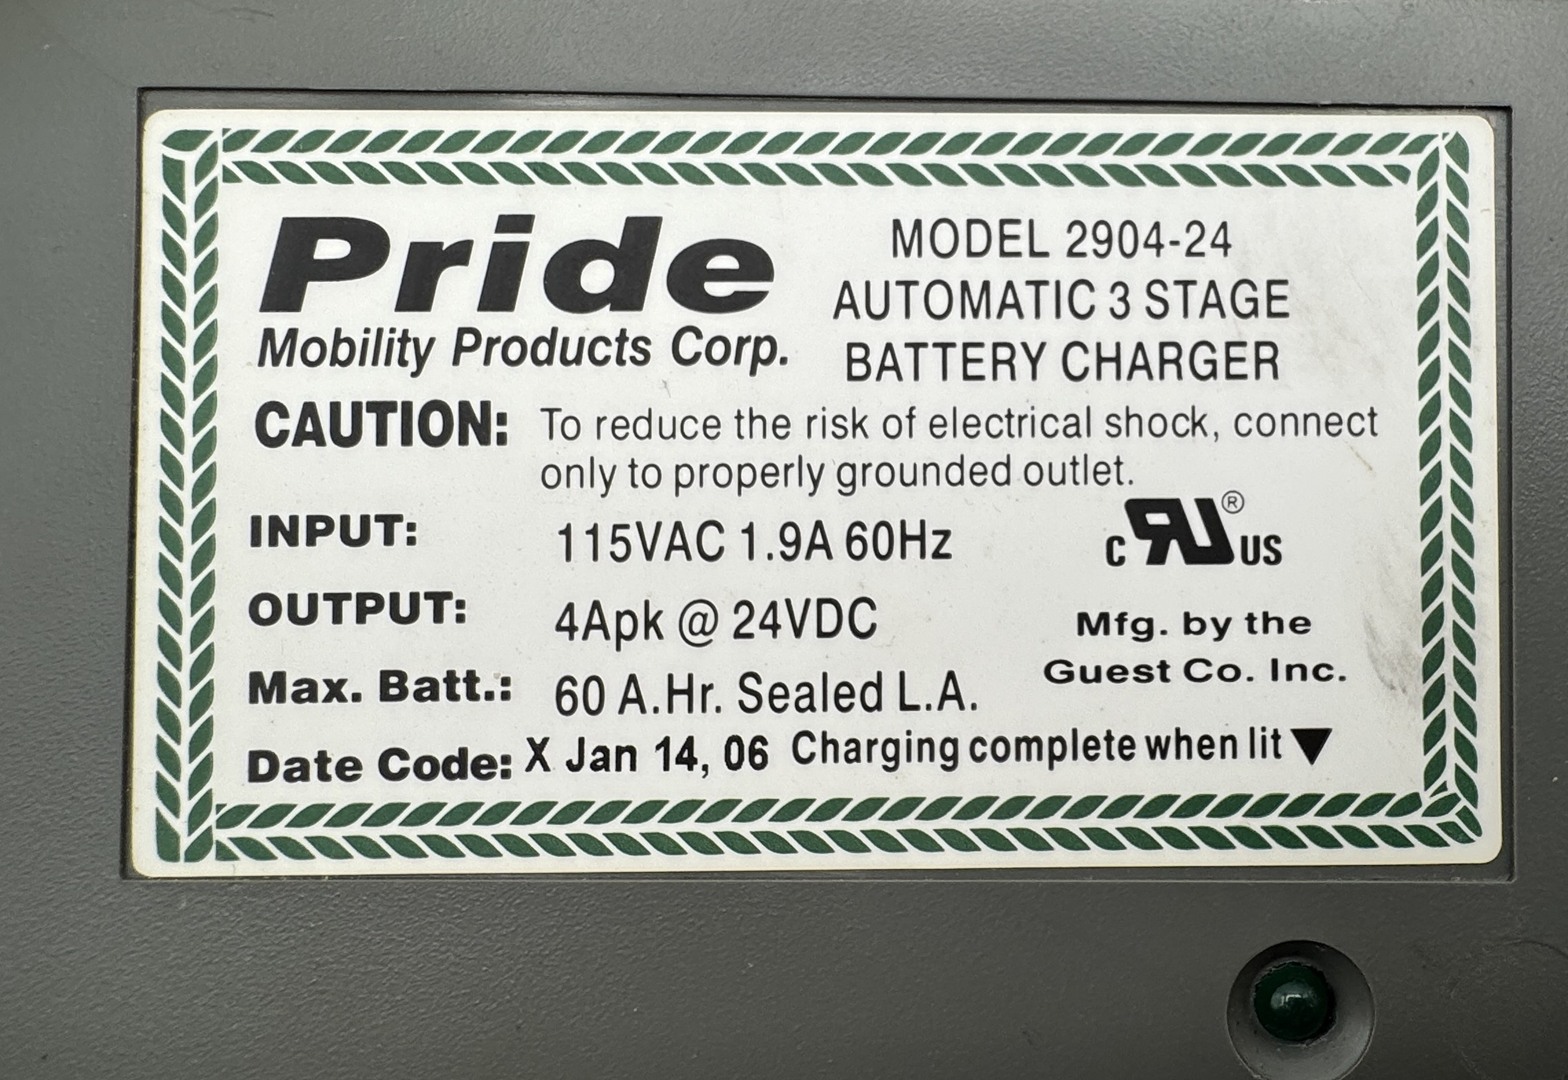 Pride
Mobility Products Corp.
MODEL 2904-24
AUTOMATIC 3 STAGE
BATTERY CHARGER
CAUTION: To reduce the risk of electrical shock, connect
only to properly grounded outlet.
INPUT: 115VAC 1.9A 60Hz
c RU ® US
OUTPUT: 4Apk @ 24VDC
Mfg. by the
Guest Co. Inc.
Max. Batt.: 60 A.Hr. Sealed L.A.
Date Code: X Jan 14, 06 Charging complete when lit ▼